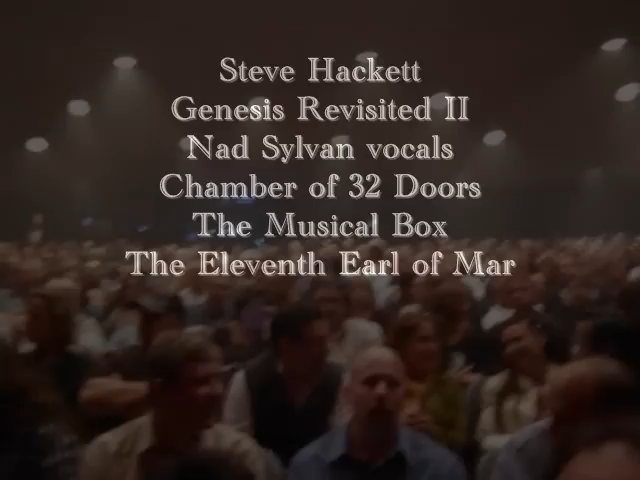 Steve Hackett
Genesis Revisited II
Nad Sylvan vocals
Chamber of 32 Doors
The Musical Box
The Eleventh Earl of Mar